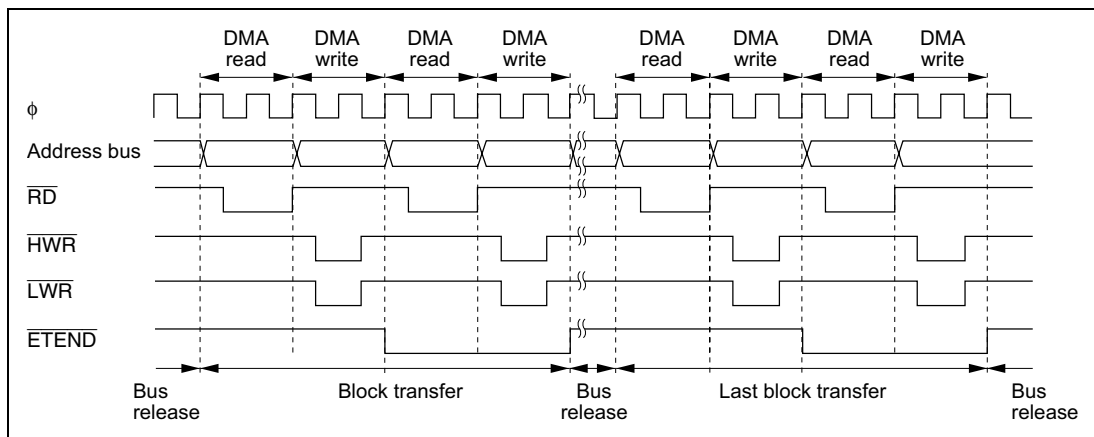 DMA read
DMA write
DMA read
DMA write
DMA read
DMA write
DMA read
DMA write
ϕ
Address bus
RD
HWR
LWR
ETEND
Bus release
Block transfer
Bus release
Last block transfer
Bus release